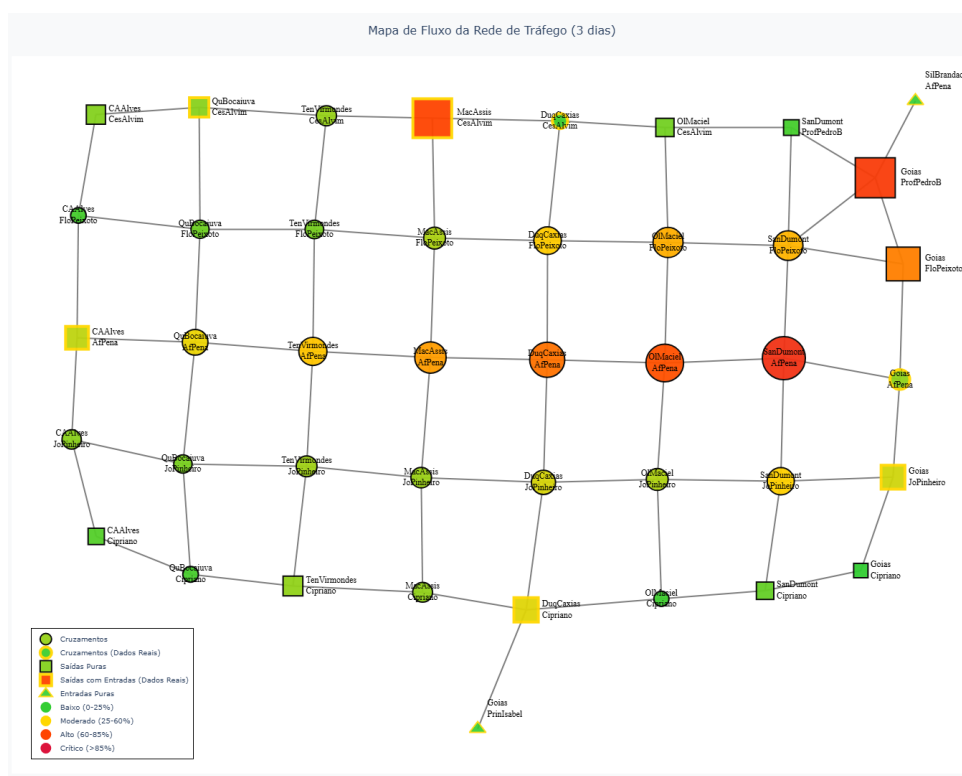 Mapa de Fluxo da Rede de Tráfego (3 dias)
SilBrandao
AfPena
CAAlves
CesAlvim
QuBocaiuva
CesAlvim
TenVirmondes
CesAlvim
MacAssis
CesAlvim
DuqCaxias
CesAlvim
OlMaciel
CesAlvim
SanDumont
ProfPedroB
Goias
ProfPedroB
CAAlves
FloPeixoto
QuBocaiuva
FloPeixoto
TenVirmondes
FloPeixoto
MacAssis
FloPeixoto
DuqCaxias
FloPeixoto
OlMaciel
FloPeixoto
SanDumont
FloPeixoto
Goias
FloPeixoto
CAAlves
AfPena
QuBocaiuva
AfPena
TenVirmondes
AfPena
MacAssis
AfPena
DuqCaxias
AfPena
OlMaciel
AfPena
SanDumont
AfPena
Goias
AfPena
CAAlves
JoPinheiro
QuBocaiuva
JoPinheiro
TenVirmondes
JoPinheiro
MacAssis
JoPinheiro
DuqCaxias
JoPinheiro
OlMaciel
JoPinheiro
SanDumont
JoPinheiro
Goias
JoPinheiro
CAAlves
Cipriano
QuBocaiuva
Cipriano
TenVirmondes
Cipriano
MacAssis
Cipriano
DuqCaxias
Cipriano
OlMaciel
Cipriano
SanDumont
Cipriano
Goias
Cipriano
Goias
PrinIsabel
Cruzamentos
Cruzamentos (Dados Reais)
Saídas Puras
Saídas com Entradas (Dados Reais)
Entradas Puras
Baixo (0-25%)
Moderado (25-60%)
Alto (60-85%)
Crítico (>85%)